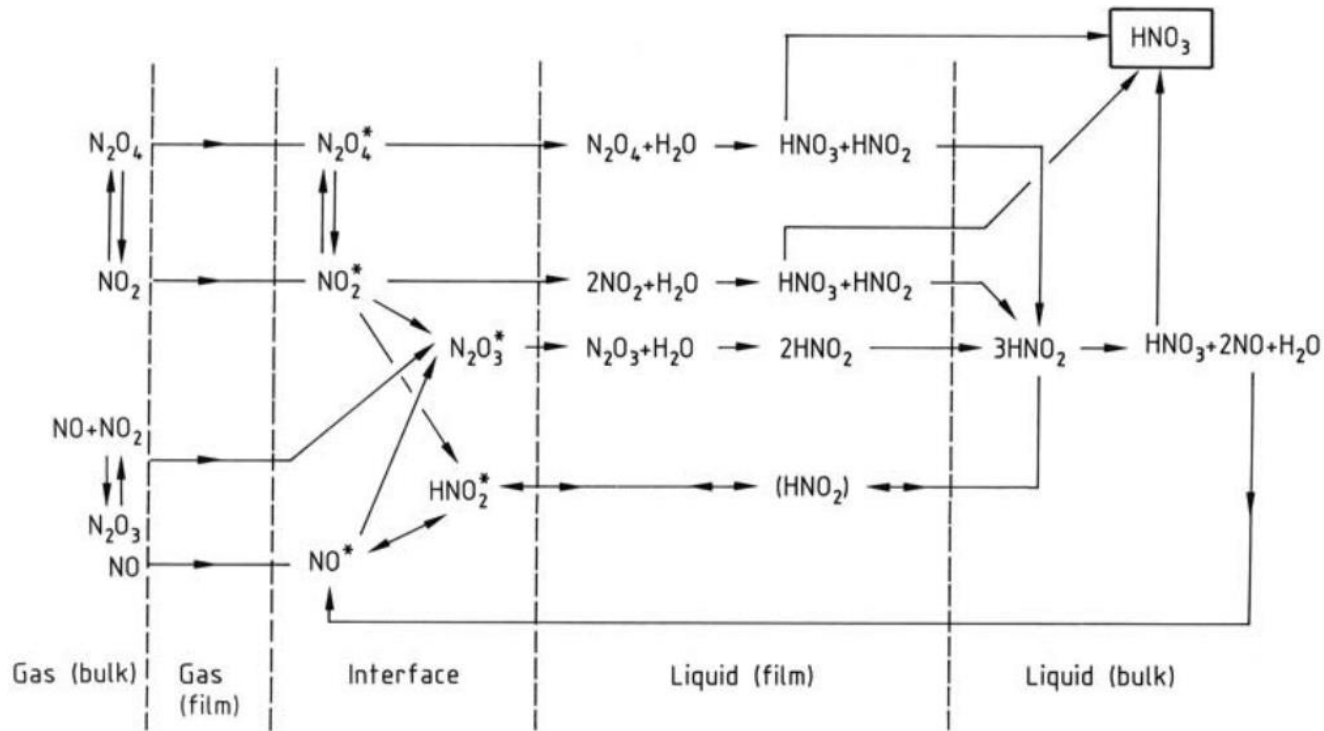 HNO₃
N₂O₄ N₂O₄* N₂O₄+H₂O HNO₃+HNO₂
NO₂ NO₂* 2NO₂+H₂O HNO₃+HNO₂
N₂O₃* N₂O₃+H₂O 2HNO₂ 3HNO₂ HNO₃+2NO+H₂O
NO+NO₂
HNO₂* (HNO₂)
N₂O₃
NO NO*
Gas (bulk) Gas Interface Liquid (film) Liquid (bulk)
(film)